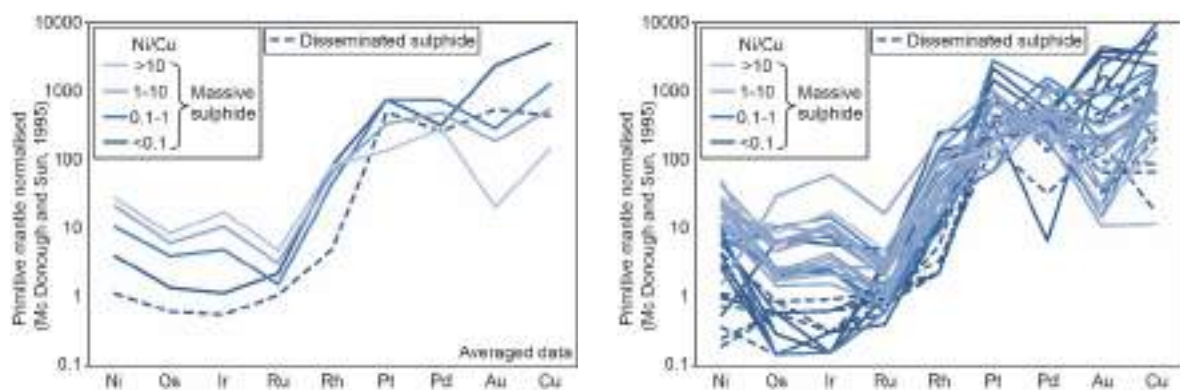 10000
1000
100
10
1
0.1
Primitive mantle normalised
(Mc Donough and Sun, 1995)
Ni/Cu
>10
1-10
0.1-1
<0.1
Massive
sulphide
Disseminated sulphide
Averaged data
Ni Os Ir Ru Rh Pt Pd Au Cu
10000
1000
100
10
1
0.1
Primitive mantle normalised
(Mc Donough and Sun, 1995)
Ni/Cu
>10
1-10
0.1-1
<0.1
Massive
sulphide
Disseminated sulphide
Ni Os Ir Ru Rh Pt Pd Au Cu